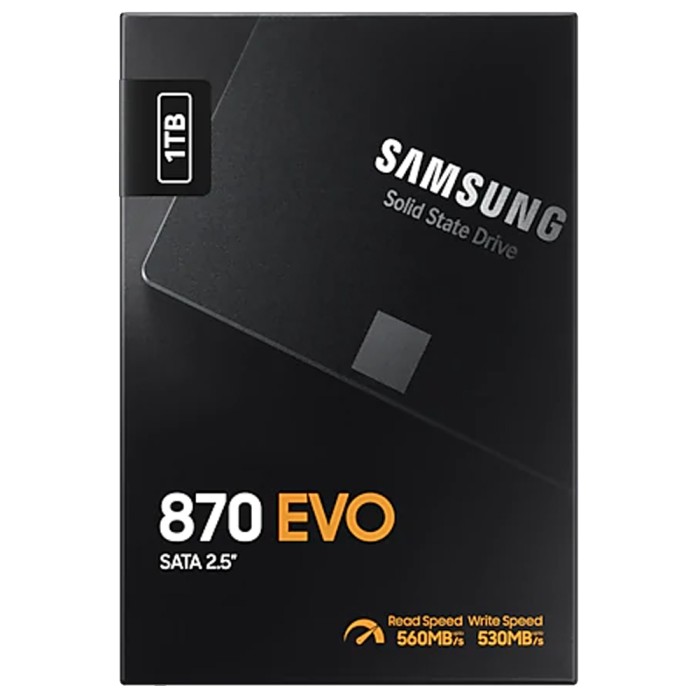 1TB
SAMSUNG
Solid State Drive
870 EVO
SATA 2.5"
Read Speed Write Speed
560MB/s 530MB/s